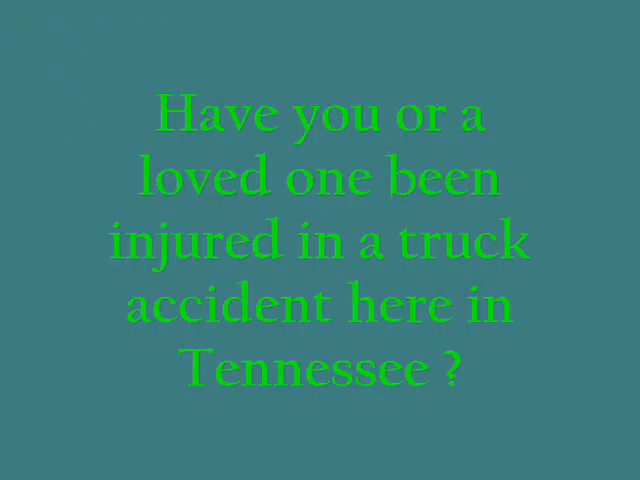 Have you or a
loved one been
injured in a truck
accident here in
Tennessee ?